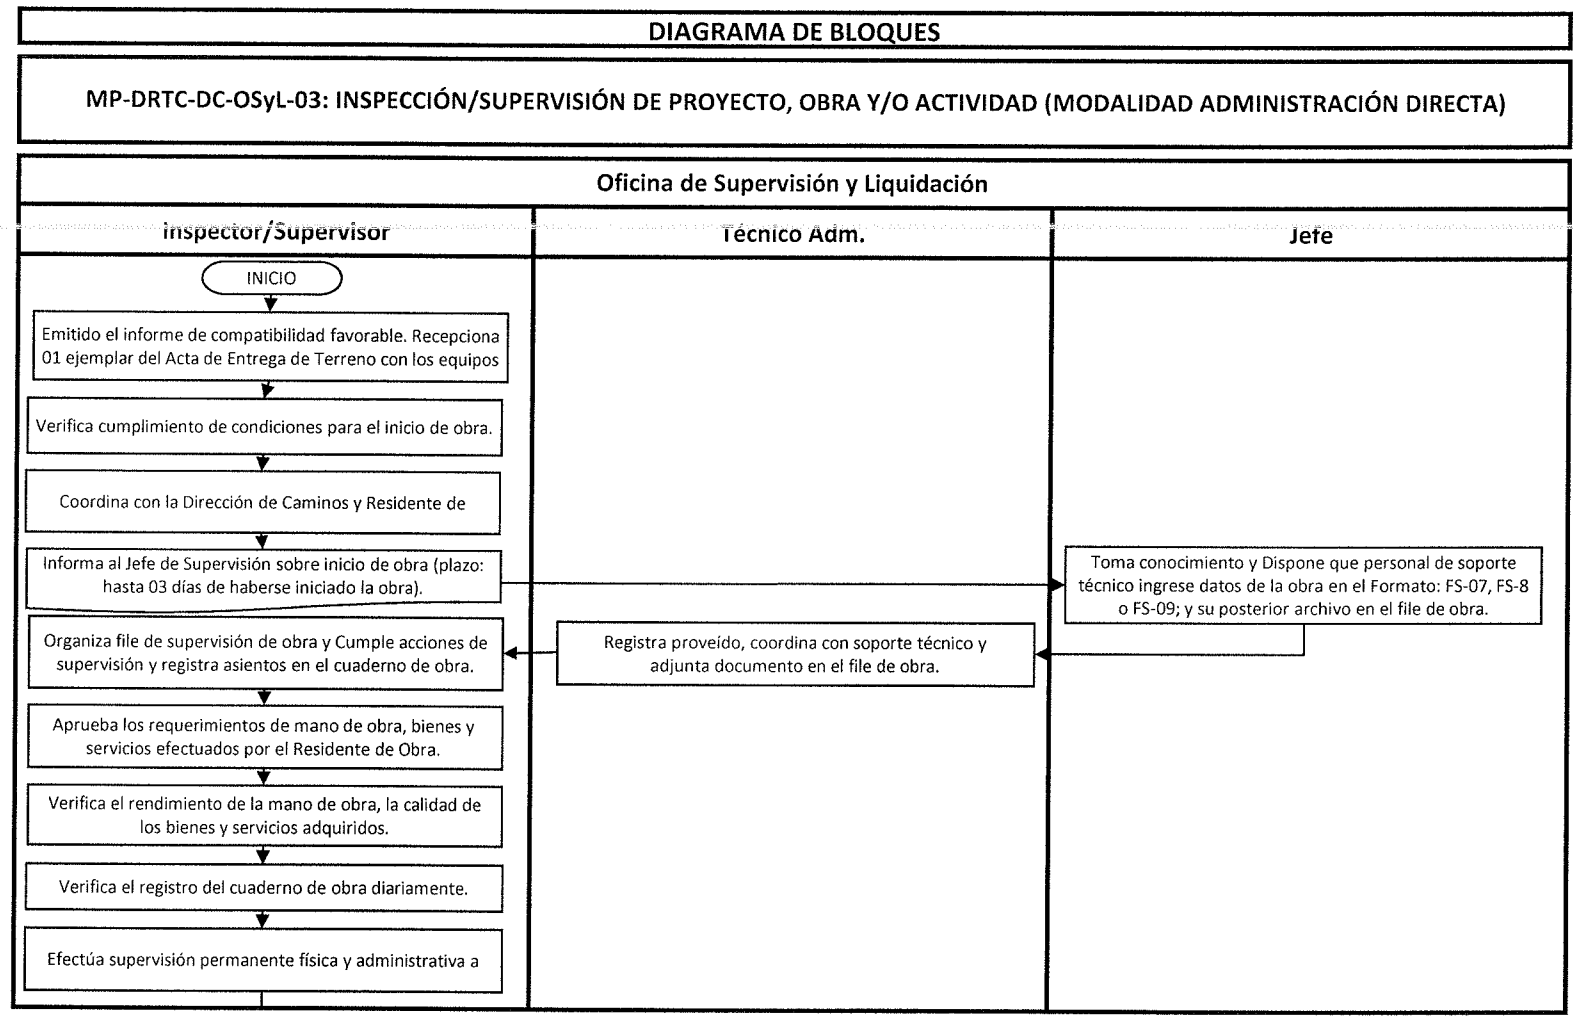 DIAGRAMA DE BLOQUES
MP-DRTC-DC-OSyL-03: INSPECCIÓN/SUPERVISIÓN DE PROYECTO, OBRA Y/O ACTIVIDAD (MODALIDAD ADMINISTRACIÓN DIRECTA)
Oficina de Supervisión y Liquidación
Inspector/Supervisor
Técnico Adm.
Jefe
INICIO
Emitido el informe de compatibilidad favorable. Recepciona
01 ejemplar del Acta de Entrega de Terreno con los equipos
Verifica cumplimiento de condiciones para el inicio de obra.
Coordina con la Dirección de Caminos y Residente de
Informa al Jefe de Supervisión sobre inicio de obra (plazo:
hasta 03 días de haberse iniciado la obra).
Toma conocimiento y Dispone que personal de soporte
técnico ingrese datos de la obra en el Formato: FS-07, FS-8
o FS-09; y su posterior archivo en el file de obra.
Registra proveído, coordina con soporte técnico y
adjunta documento en el file de obra.
Organiza file de supervisión de obra y Cumple acciones de
supervisión y registra asientos en el cuaderno de obra.
Aprueba los requerimientos de mano de obra, bienes y
servicios efectuados por el Residente de Obra.
Verifica el rendimiento de la mano de obra, la calidad de
los bienes y servicios adquiridos.
Verifica el registro del cuaderno de obra diariamente.
Efectúa supervisión permanente física y administrativa a